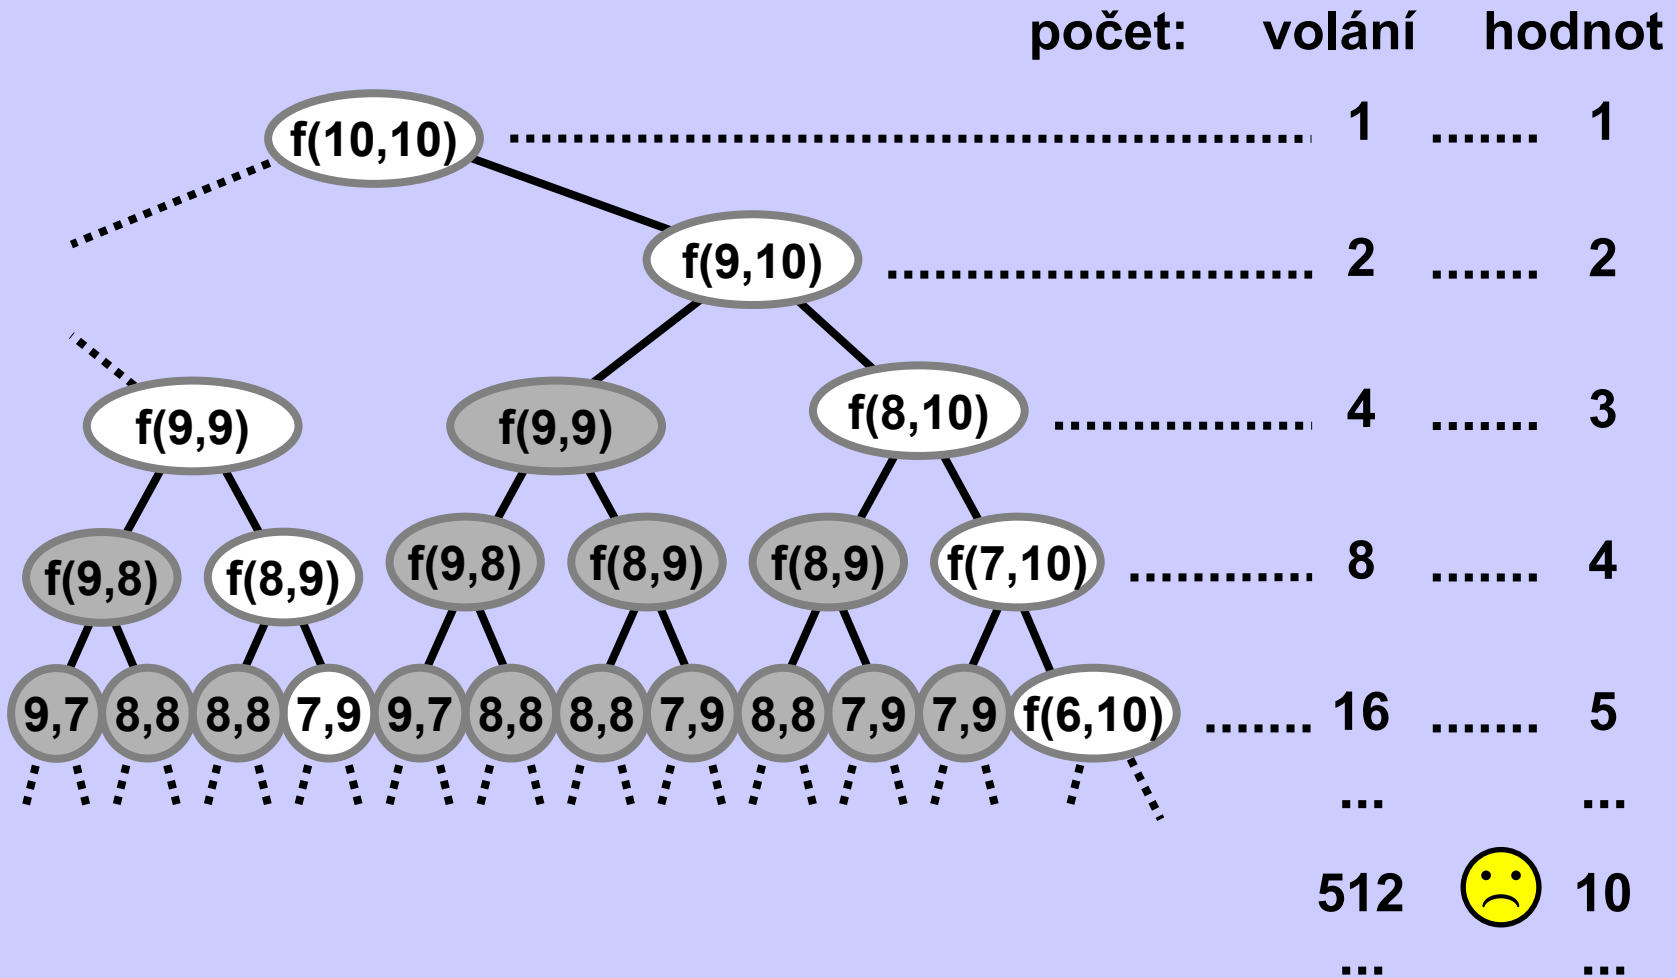 počet: volání hodnot
f(10,10) 1 1
f(9,10) 2 2
f(9,9) f(9,9) f(8,10) 4 3
f(9,8) f(8,9) f(9,8) f(8,9) f(8,9) f(7,10) 8 4
9,7 8,8 8,8 7,9 9,7 8,8 8,8 7,9 8,8 7,9 7,9 f(6,10) 16 5
... ...
512 10
... ...